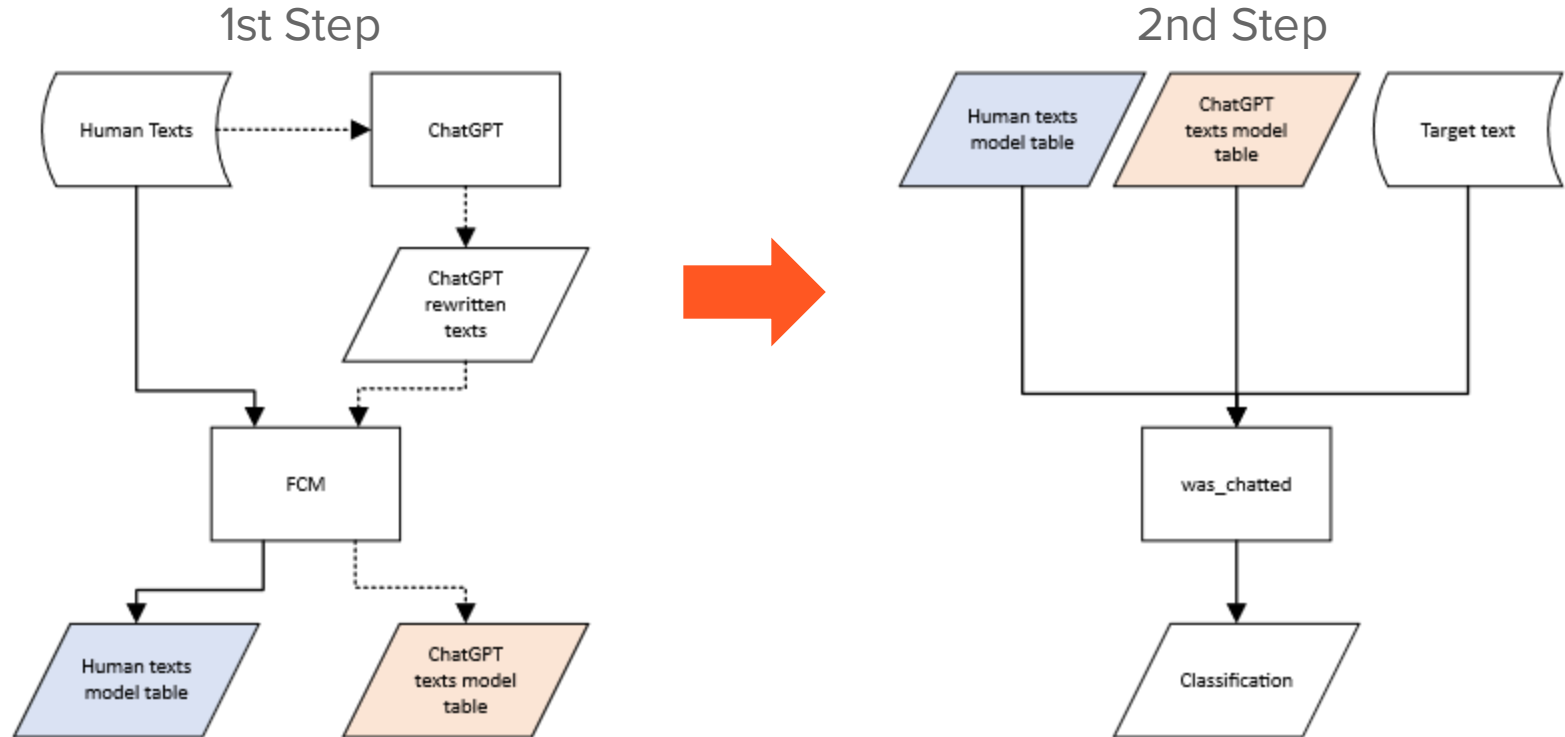 1st Step
Human Texts
ChatGPT
ChatGPT
rewritten
texts
FCM
Human texts
model table
ChatGPT
texts model
table
2nd Step
Human texts
model table
ChatGPT
texts model
table
Target text
was_chatted
Classification